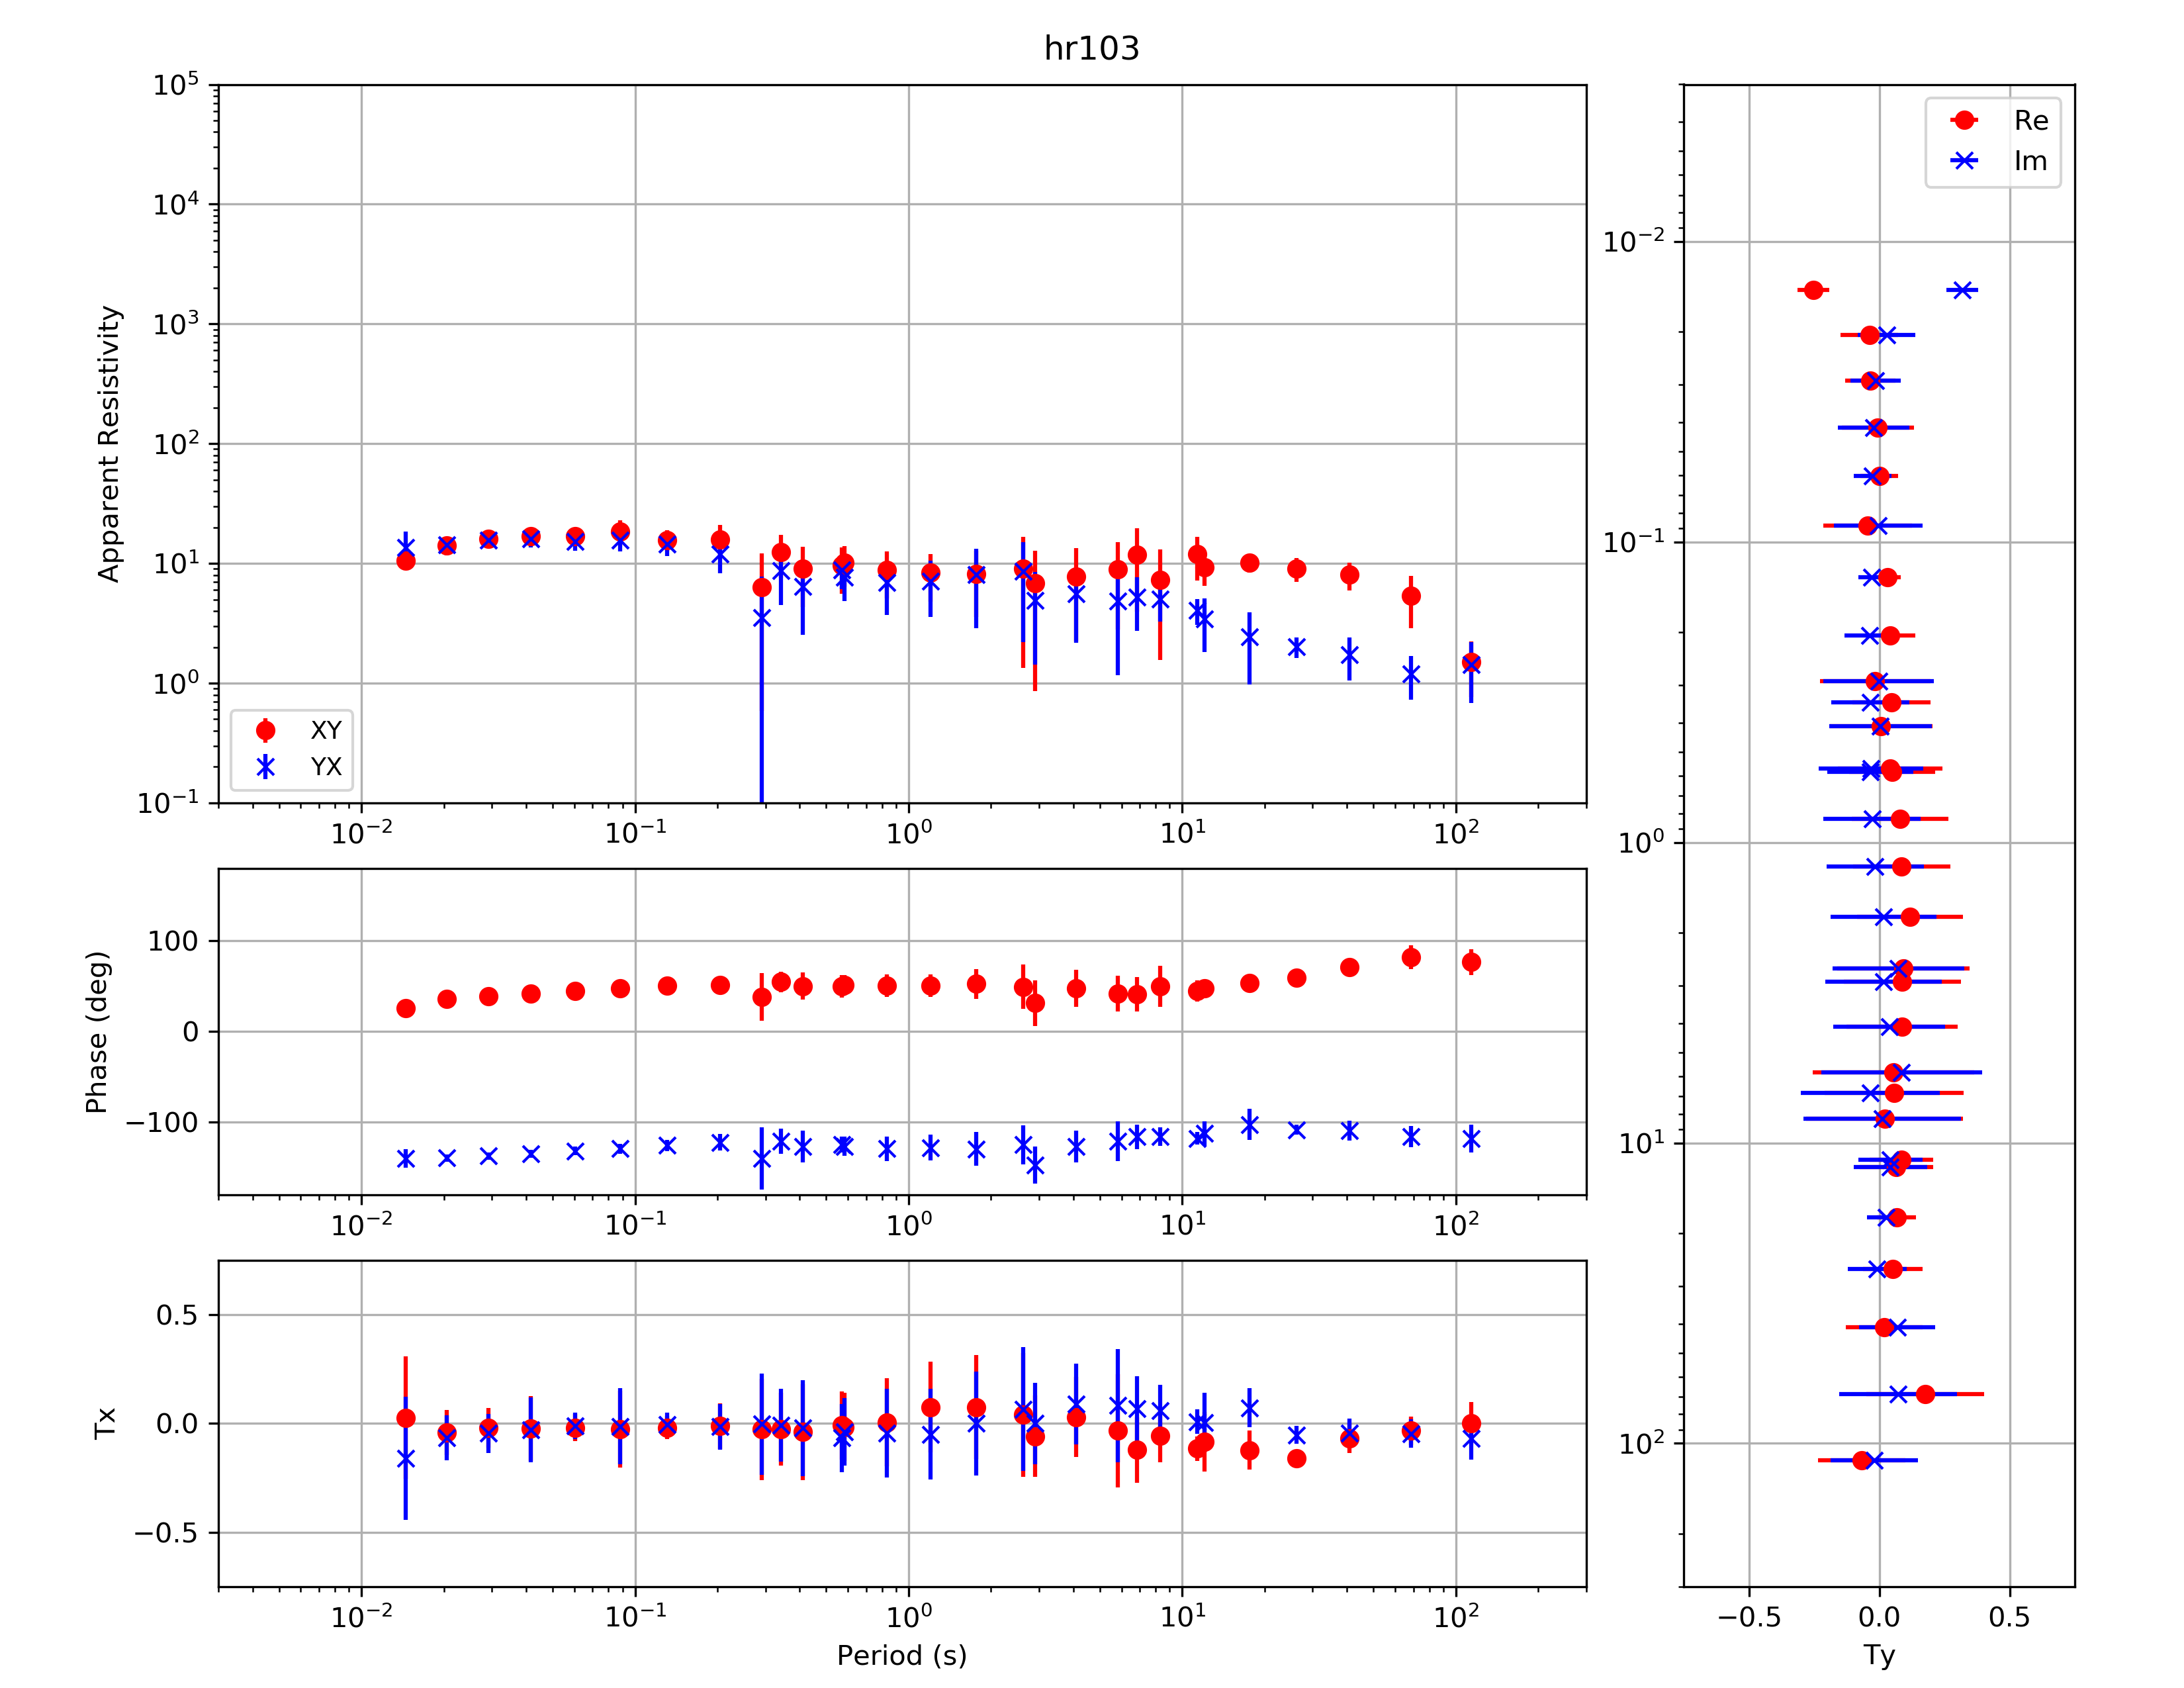 hr103
Apparent Resistivity
10^5
10^4
10^3
10^2
10^1
10^0
10^-1
XY
YX
10^-2 10^-1 10^0 10^1 10^2
Phase (deg)
100
0
−100
10^-2 10^-1 10^0 10^1 10^2
Tx
0.5
0.0
−0.5
10^-2 10^-1 10^0 10^1 10^2
Period (s)
Re
Im
10^-2
10^-1
10^0
10^1
10^2
−0.5 0.0 0.5
Ty